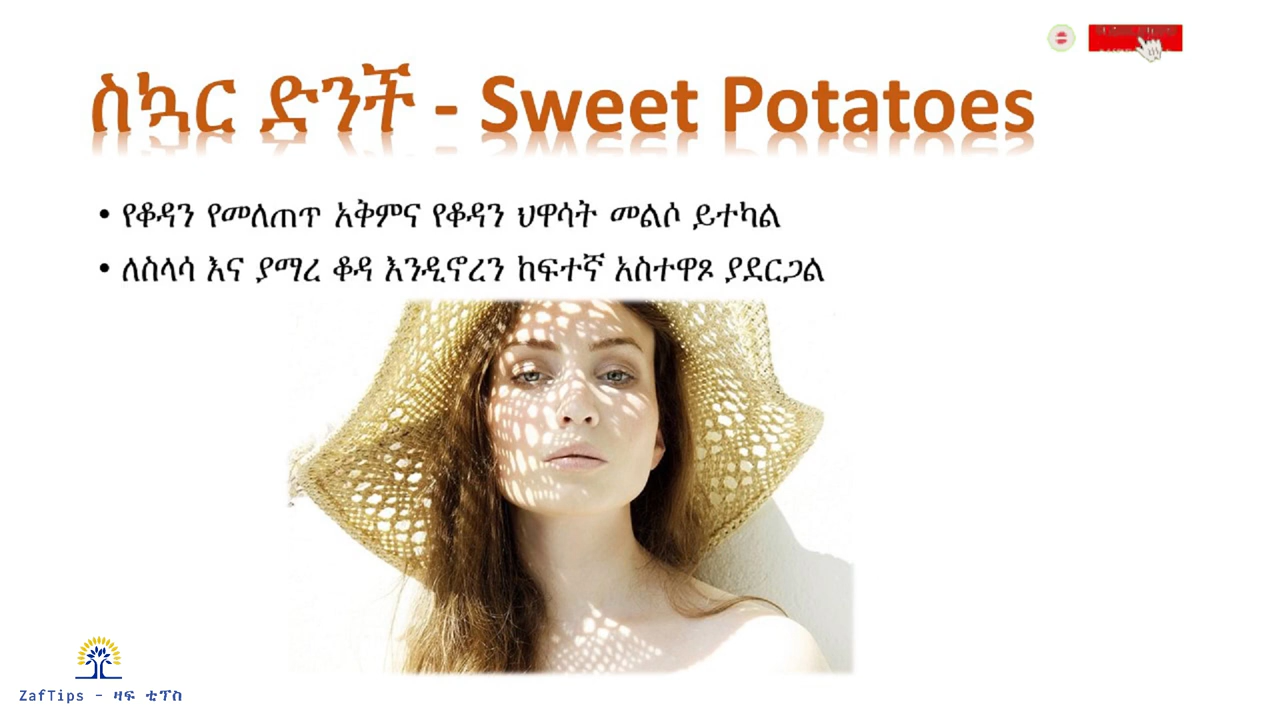 ስኳር ድንች - Sweet Potatoes
• የቆዳን የመለጠጥ አቅምና የቆዳን ህዋሳት መልሶ ይተካል
• ለስላሳ እና ያማረ ቆዳ እንዲኖረን ከፍተኛ አስተዋጾ ያደርጋል
ZafTips - ዛፍ ቲፕስ